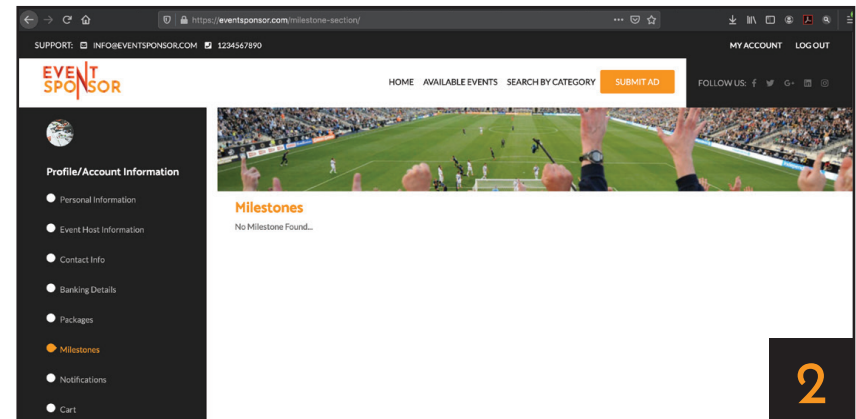 https://eventsponsor.com/milestone-section/
SUPPORT: INFO@EVENTSPONSOR.COM 1234567890
MY ACCOUNT LOG OUT
EVENT
SPONSOR
HOME AVAILABLE EVENTS SEARCH BY CATEGORY SUBMIT AD
FOLLOW US:
Profile/Account Information
Personal Information
Event Host Information
Contact Info
Banking Details
Packages
Milestones
Notifications
Cart
Milestones
No Milestone Found...
2